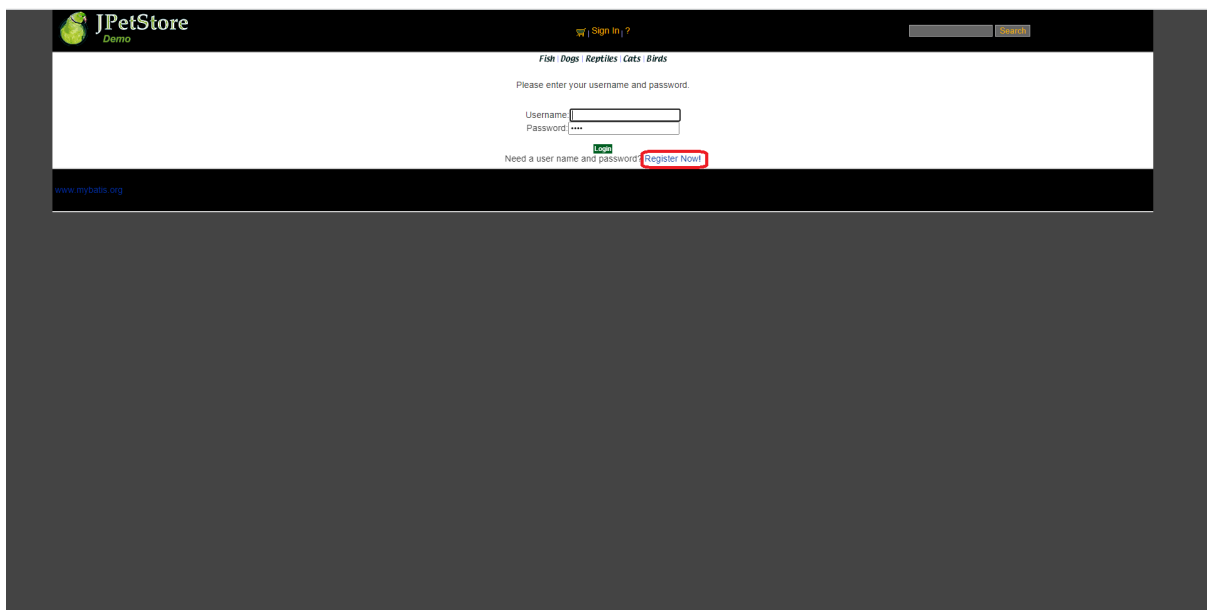 JPetStore
Demo
| Sign In | ?
Search
Fish | Dogs | Reptiles | Cats | Birds
Please enter your username and password.
Username:
Password: ••••
Login
Need a user name and password? Register Now!
www.mybatis.org